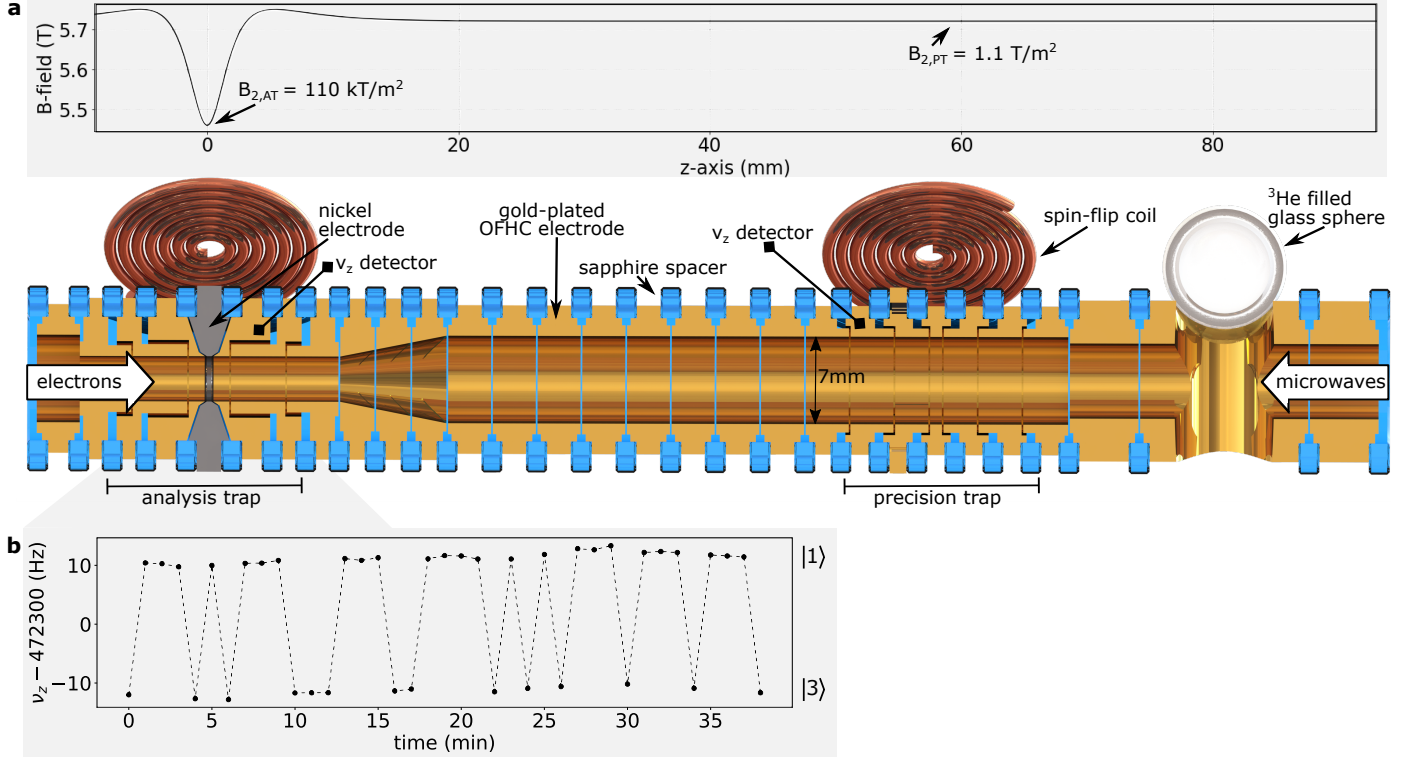 a
B-field (T)
5.7
5.6
5.5
B2,AT = 110 kT/m²
B2,PT = 1.1 T/m²
0
20
40
60
80
z-axis (mm)
nickel
electrode
νz detector
gold-plated
OFHC electrode
sapphire spacer
νz detector
spin-flip coil
³He filled
glass sphere
electrons
7mm
microwaves
analysis trap
precision trap
b
νz − 472300 (Hz)
10
0
−10
|1⟩
|3⟩
0
5
10
15
20
25
30
35
time (min)